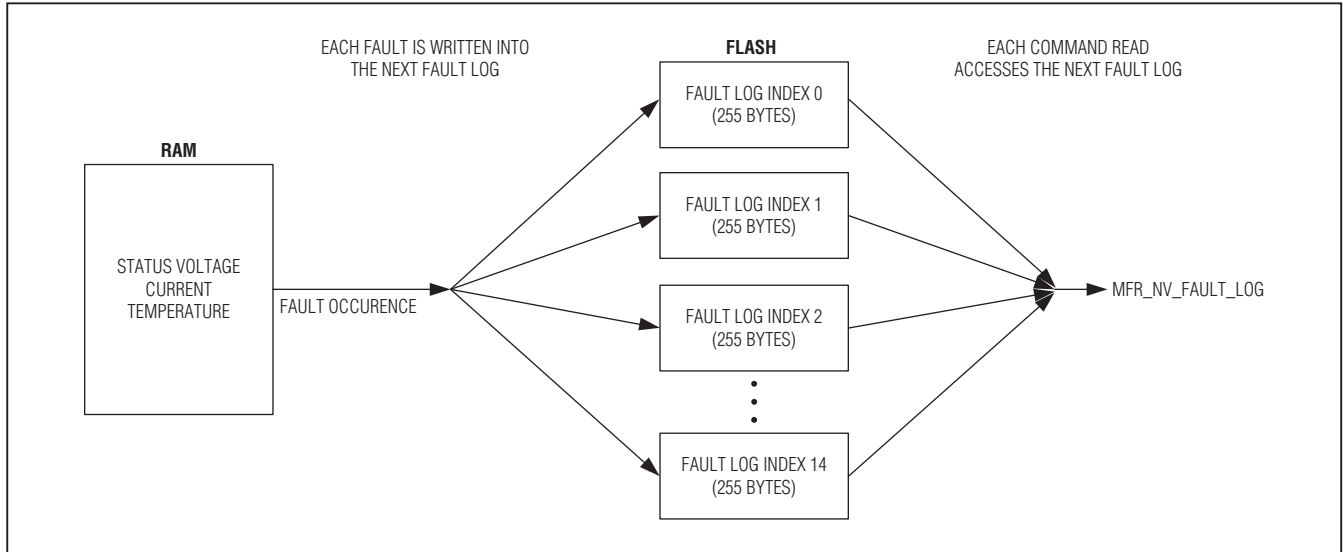 EACH FAULT IS WRITTEN INTO
THE NEXT FAULT LOG
FLASH
EACH COMMAND READ
ACCESSES THE NEXT FAULT LOG
RAM
STATUS VOLTAGE
CURRENT
TEMPERATURE
FAULT OCCURENCE
FAULT LOG INDEX 0
(255 BYTES)
FAULT LOG INDEX 1
(255 BYTES)
FAULT LOG INDEX 2
(255 BYTES)
FAULT LOG INDEX 14
(255 BYTES)
MFR_NV_FAULT_LOG